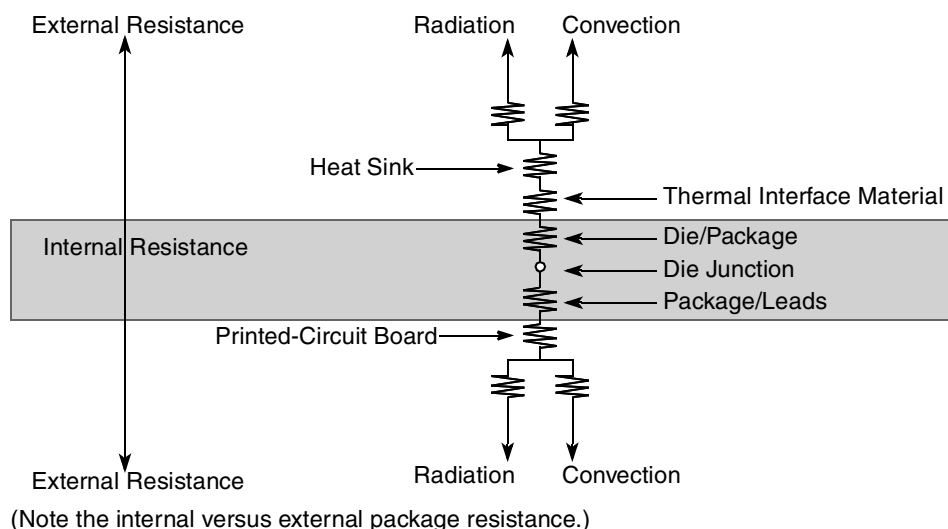 External Resistance
Radiation
Convection
Heat Sink
Thermal Interface Material
Internal Resistance
Die/Package
Die Junction
Package/Leads
Printed-Circuit Board
Radiation
Convection
External Resistance
(Note the internal versus external package resistance.)